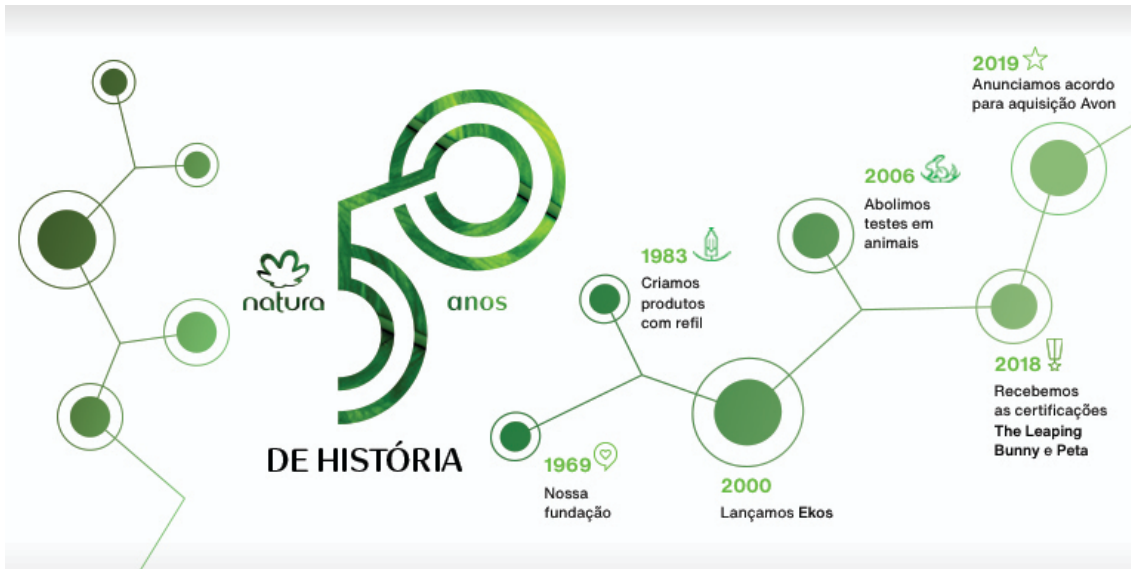 natura
50
anos
DE HISTÓRIA
1969
Nossa
fundação
1983
Criamos
produtos
com refil
2000
Lançamos Ekos
2006
Abolimos
testes em
animais
2018
Recebemos
as certificações
The Leaping
Bunny e Peta
2019
Anunciamos acordo
para aquisição Avon